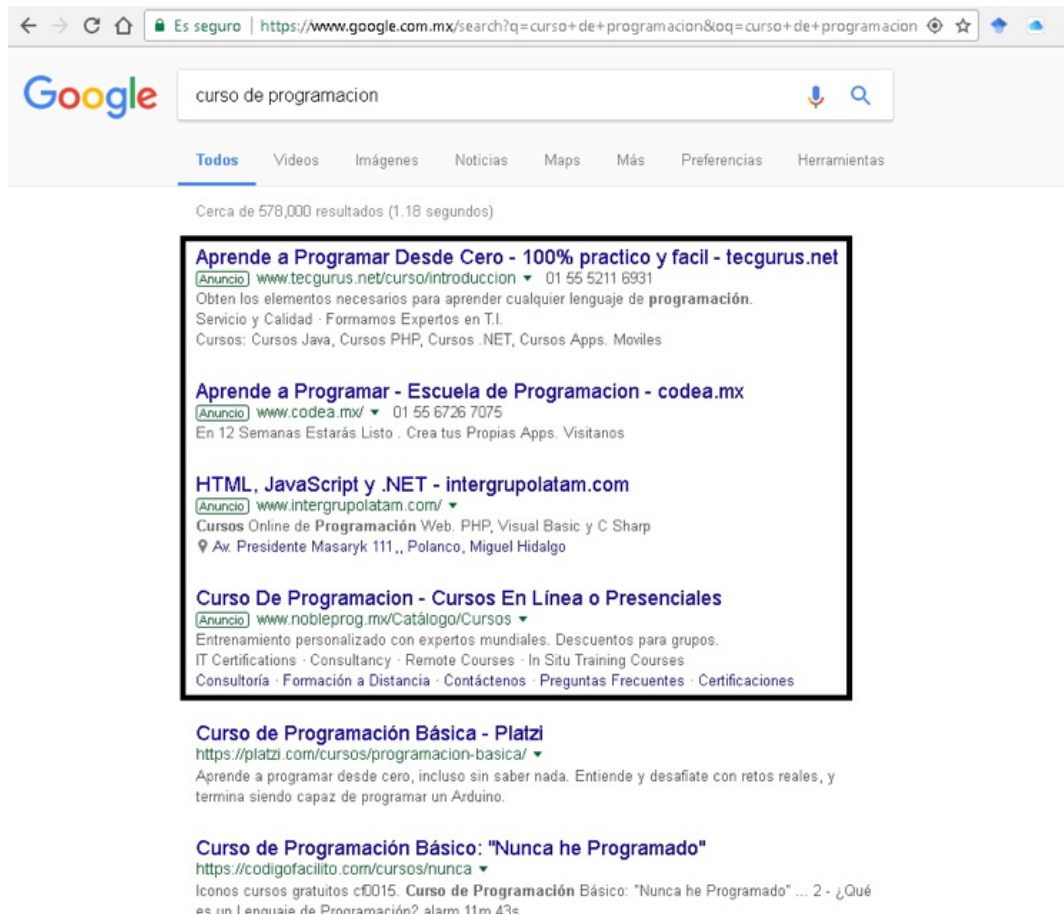 Es seguro | https://www.google.com.mx/search?q=curso+de+programacion&oq=curso+de+programacion
Google curso de programacion
Todos Videos Imágenes Noticias Maps Más Preferencias Herramientas
Cerca de 578,000 resultados (1.18 segundos)
Aprende a Programar Desde Cero - 100% practico y facil - tecgurus.net
Anuncio www.tecgurus.net/curso/introduccion 01 55 5211 6931
Obten los elementos necesarios para aprender cualquier lenguaje de programación.
Servicio y Calidad · Formamos Expertos en T.I.
Cursos: Cursos Java, Cursos PHP, Cursos .NET, Cursos Apps. Moviles
Aprende a Programar - Escuela de Programacion - codea.mx
Anuncio www.codea.mx/ 01 55 6726 7075
En 12 Semanas Estarás Listo . Crea tus Propias Apps. Visitanos
HTML, JavaScript y .NET - intergrupolatam.com
Anuncio www.intergrupolatam.com/
Cursos Online de Programación Web. PHP, Visual Basic y C Sharp
Av. Presidente Masaryk 111,, Polanco, Miguel Hidalgo
Curso De Programacion - Cursos En Línea o Presenciales
Anuncio www.nobleprog.mx/Catálogo/Cursos
Entrenamiento personalizado con expertos mundiales. Descuentos para grupos.
IT Certifications · Consultancy · Remote Courses · In Situ Training Courses
Consultoría · Formación a Distancia · Contáctenos · Preguntas Frecuentes · Certificaciones
Curso de Programación Básica - Platzi
https://platzi.com/cursos/programacion-basica/
Aprende a programar desde cero, incluso sin saber nada. Entiende y desafíate con retos reales, y
termina siendo capaz de programar un Arduino.
Curso de Programación Básico: "Nunca he Programado"
https://codigofacilito.com/cursos/nunca
Iconos cursos gratuitos cf0015. Curso de Programación Básico: "Nunca he Programado" ... 2 - ¿Qué
es un Lenguaje de Programación? alarm 11m 43s